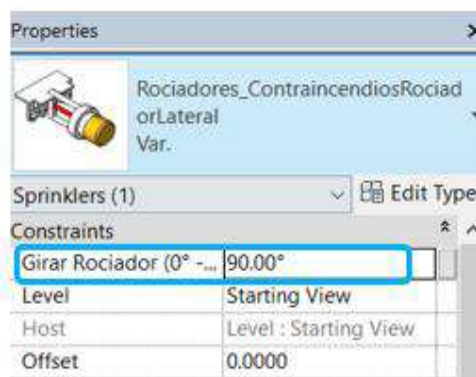 Properties
Rociadores_ContraincendiosRociad
orLateral
Var.
Sprinklers (1)
Edit Type
Constraints
Girar Rociador (0° -... 90.00°
Level Starting View
Host Level : Starting View
Offset 0.0000